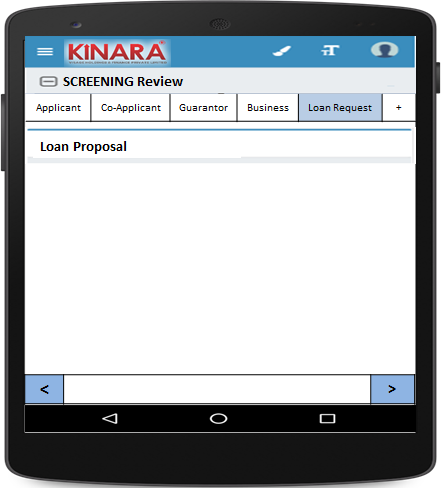 KINARA
SCREENING Review
Applicant Co-Applicant Guarantor Business Loan Request +
Loan Proposal
< >